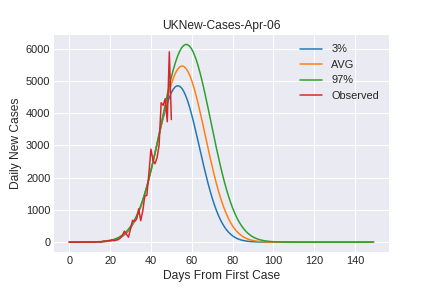 UKNew-Cases-Apr-06
6000
5000
4000
3000
2000
1000
0
Daily New Cases
3%
AVG
97%
Observed
0 20 40 60 80 100 120 140
Days From First Case